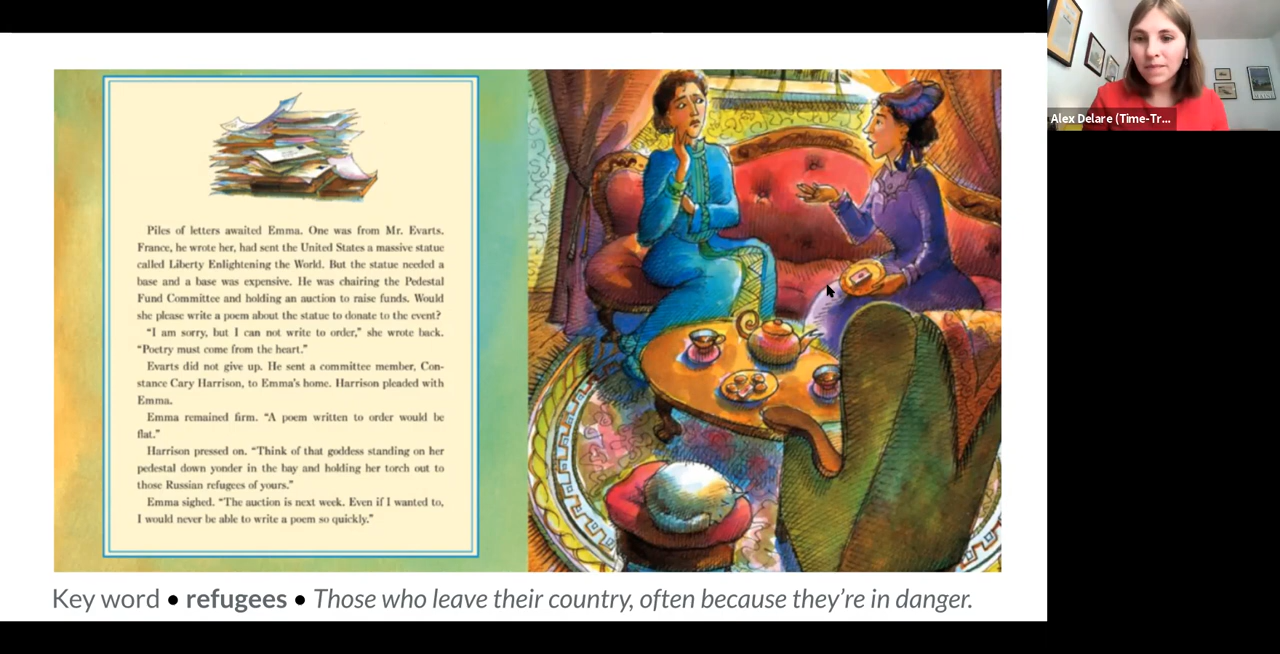 Alex Delare (Time-Tr...
Piles of letters awaited Emma. One was from Mr. Evarts.
France, he wrote her, had sent the United States a massive statue
called Liberty Enlightening the World. But the statue needed a
base and a base was expensive. He was chairing the Pedestal
Fund Committee and holding an auction to raise funds. Would
she please write a poem about the statue to donate to the event?
“I am sorry, but I can not write to order,” she wrote back.
“Poetry must come from the heart.”
Evarts did not give up. He sent a committee member, Con-
stance Cary Harrison, to Emma’s home. Harrison pleaded with
Emma.
Emma remained firm. “A poem written to order would be
flat.”
Harrison pressed on. “Think of that goddess standing on her
pedestal down yonder in the bay and holding her torch out to
those Russian refugees of yours.”
Emma sighed. “The auction is next week. Even if I wanted to,
I would never be able to write a poem so quickly.”
Key word • refugees • Those who leave their country, often because they’re in danger.